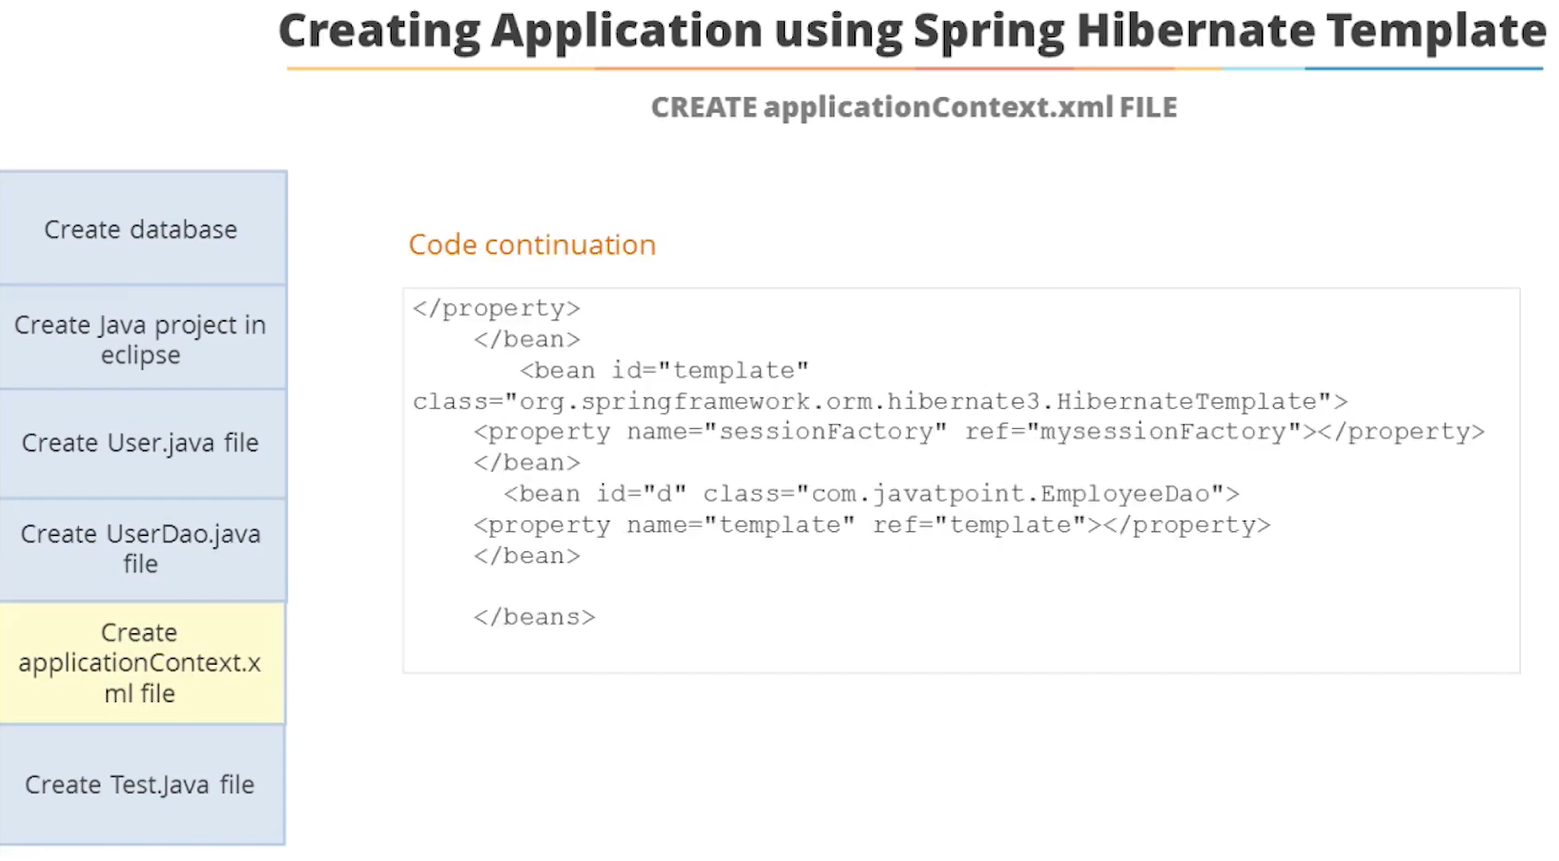 Creating Application using Spring Hibernate Template
CREATE applicationContext.xml FILE
Create database
Create Java project in
eclipse
Create User.java file
Create UserDao.java
file
Create
applicationContext.x
ml file
Create Test.Java file
Code continuation
</property>
    </bean>
       <bean id="template"
class="org.springframework.orm.hibernate3.HibernateTemplate">
    <property name="sessionFactory" ref="mysessionFactory"></property>
    </bean>
      <bean id="d" class="com.javatpoint.EmployeeDao">
    <property name="template" ref="template"></property>
    </bean>
    </beans>